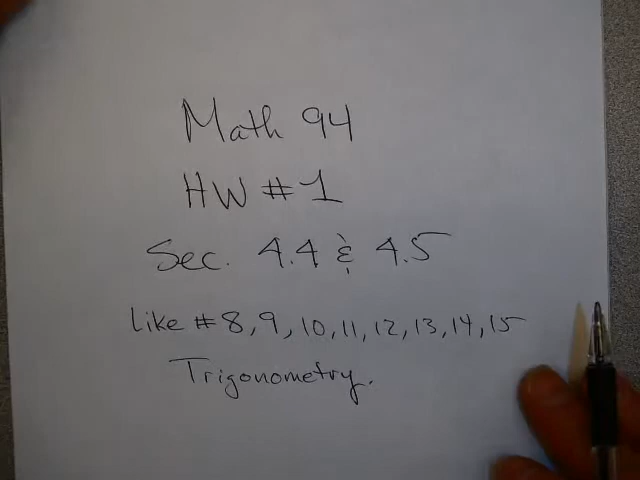 Math 94
HW #1
Sec. 4.4 & 4.5
Like #8, 9, 10, 11, 12, 13, 14, 15
Trigonometry.